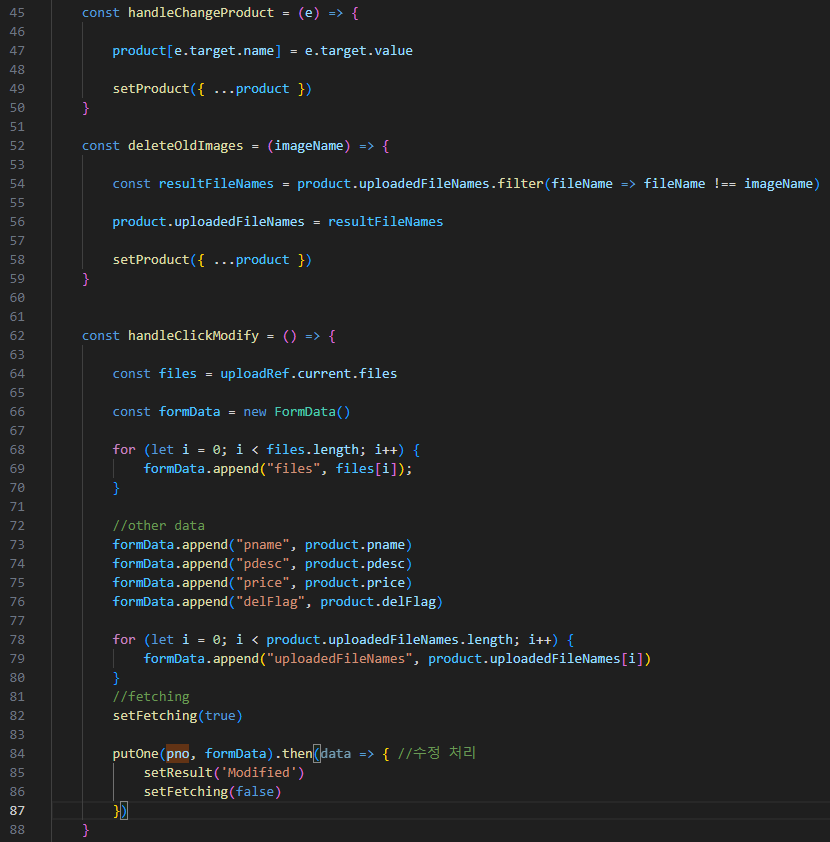 45 const handleChangeProduct = (e) => {
46
47 product[e.target.name] = e.target.value
48
49 setProduct({ ...product })
50 }
51
52 const deleteOldImages = (imageName) => {
53
54 const resultFileNames = product.uploadedFileNames.filter(fileName => fileName !== imageName)
55
56 product.uploadedFileNames = resultFileNames
57
58 setProduct({ ...product })
59 }
60
61
62 const handleClickModify = () => {
63
64 const files = uploadRef.current.files
65
66 const formData = new FormData()
67
68 for (let i = 0; i < files.length; i++) {
69 formData.append("files", files[i]);
70 }
71
72 //other data
73 formData.append("pname", product.pname)
74 formData.append("pdesc", product.pdesc)
75 formData.append("price", product.price)
76 formData.append("delFlag", product.delFlag)
77
78 for (let i = 0; i < product.uploadedFileNames.length; i++) {
79 formData.append("uploadedFileNames", product.uploadedFileNames[i])
80 }
81 //fetching
82 setFetching(true)
83
84 putOne(pno, formData).then(data => { //수정 처리
85 setResult('Modified')
86 setFetching(false)
87 })
88 }